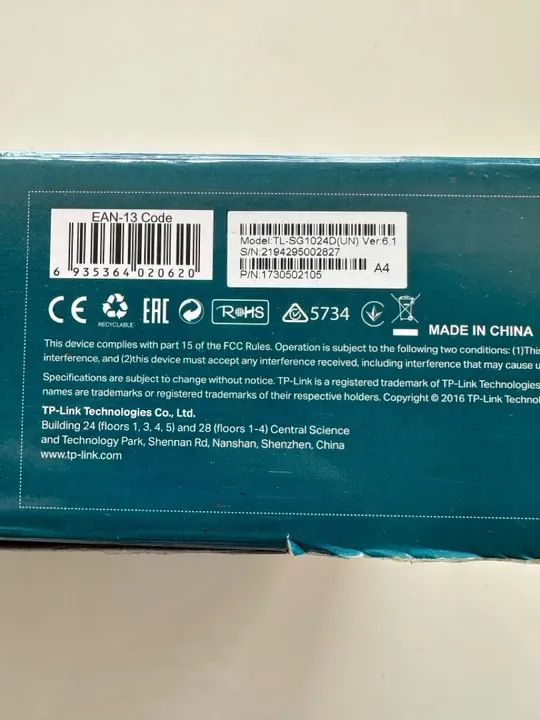 EAN-13 Code
6 935364 020620
Model:TL-SG1024D(UN) Ver:6.1
S/N:2194295002827
P/N:1730502105
A4
CE
RECYCLABLE
EAC
RoHS
5734
MADE IN CHINA
This device complies with part 15 of the FCC Rules. Operation is subject to the following two conditions: (1)This
interference, and (2)this device must accept any interference received, including interference that may cause u
Specifications are subject to change without notice. TP-Link is a registered trademark of TP-Link Technologies
names are trademarks or registered trademarks of their respective holders. Copyright © 2016 TP-Link Technol
TP-Link Technologies Co., Ltd.
Building 24 (floors 1, 3, 4, 5) and 28 (floors 1-4) Central Science
and Technology Park, Shennan Rd, Nanshan, Shenzhen, China
www.tp-link.com